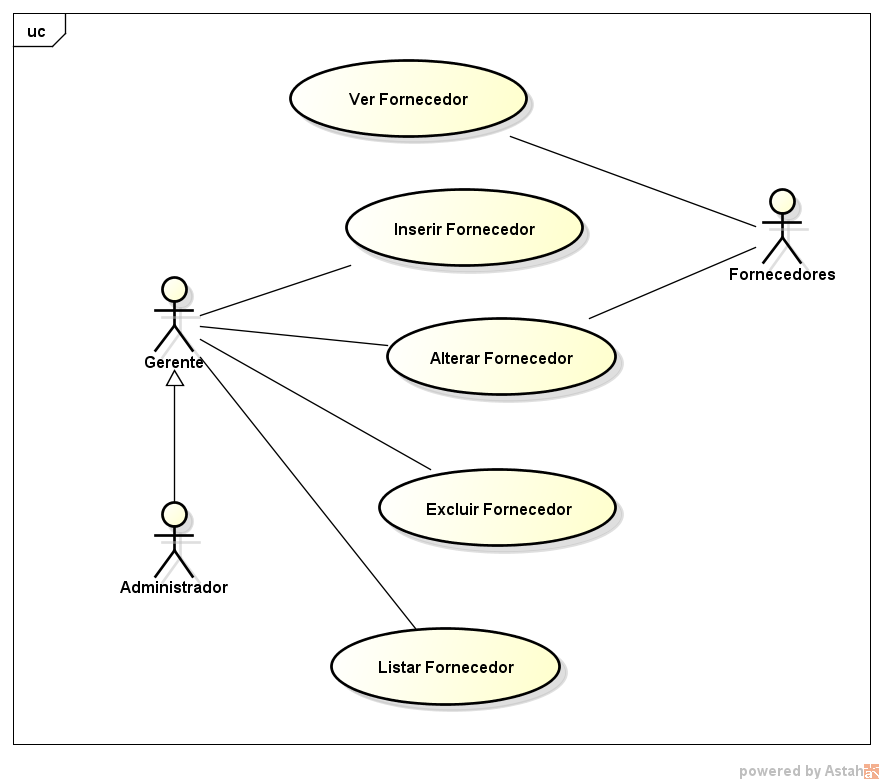 uc
Ver Fornecedor
Inserir Fornecedor
Fornecedores
Gerente
Alterar Fornecedor
Excluir Fornecedor
Administrador
Listar Fornecedor
powered by Astah